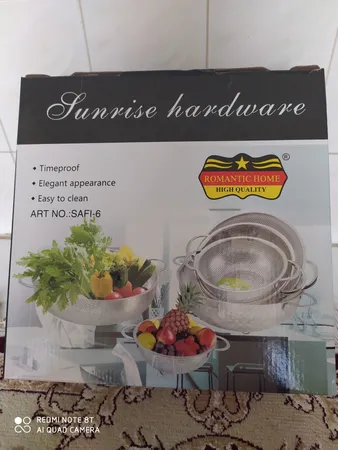 Sunrise hardware
• Timeproof
• Elegant appearance
• Easy to clean
ART NO.:SAFI-6
®
ROMANTIC HOME
HIGH QUALITY
REDMI NOTE 8T
AI QUAD CAMERA